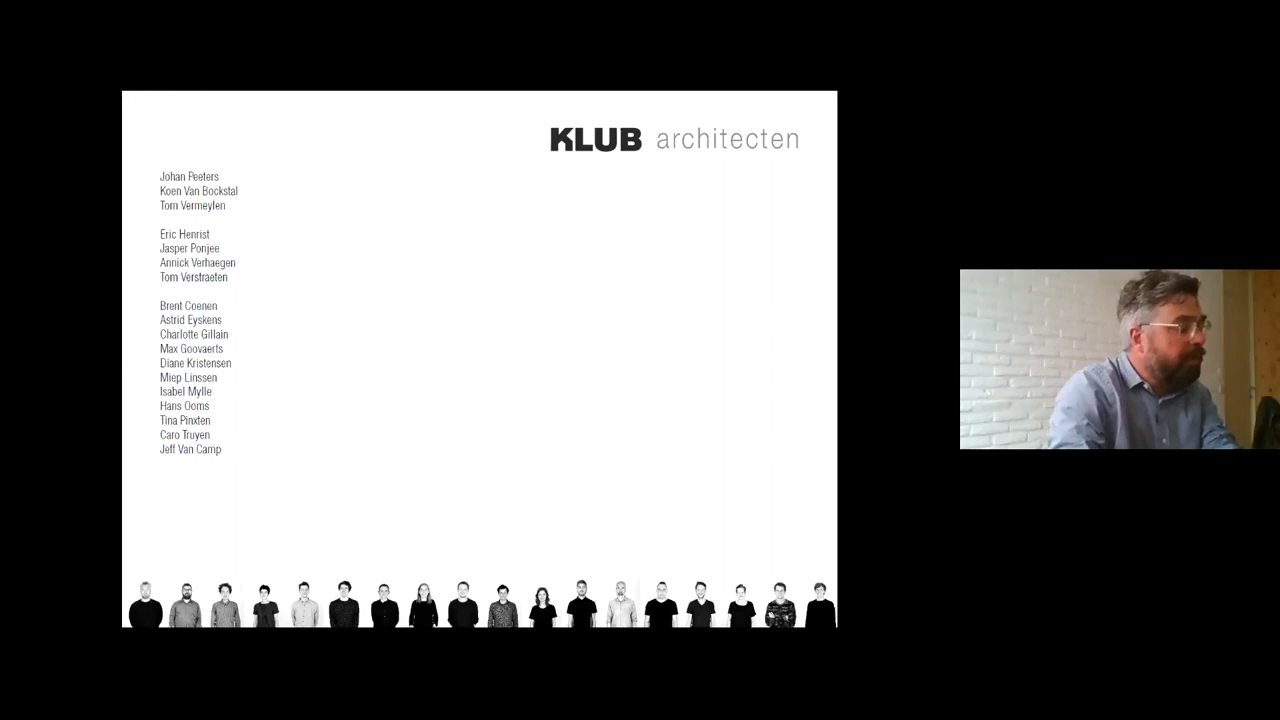 KLUB architecten
Johan Peeters
Koen Van Bockstal
Tom Vermeylen
Eric Henrist
Jasper Ponjee
Annick Verhaegen
Tom Verstraeten
Brent Coenen
Astrid Eyskens
Charlotte Gillain
Max Goovaerts
Diane Kristensen
Miep Linssen
Isabel Mylle
Hans Ooms
Tina Pinxten
Caro Truyen
Jeff Van Camp